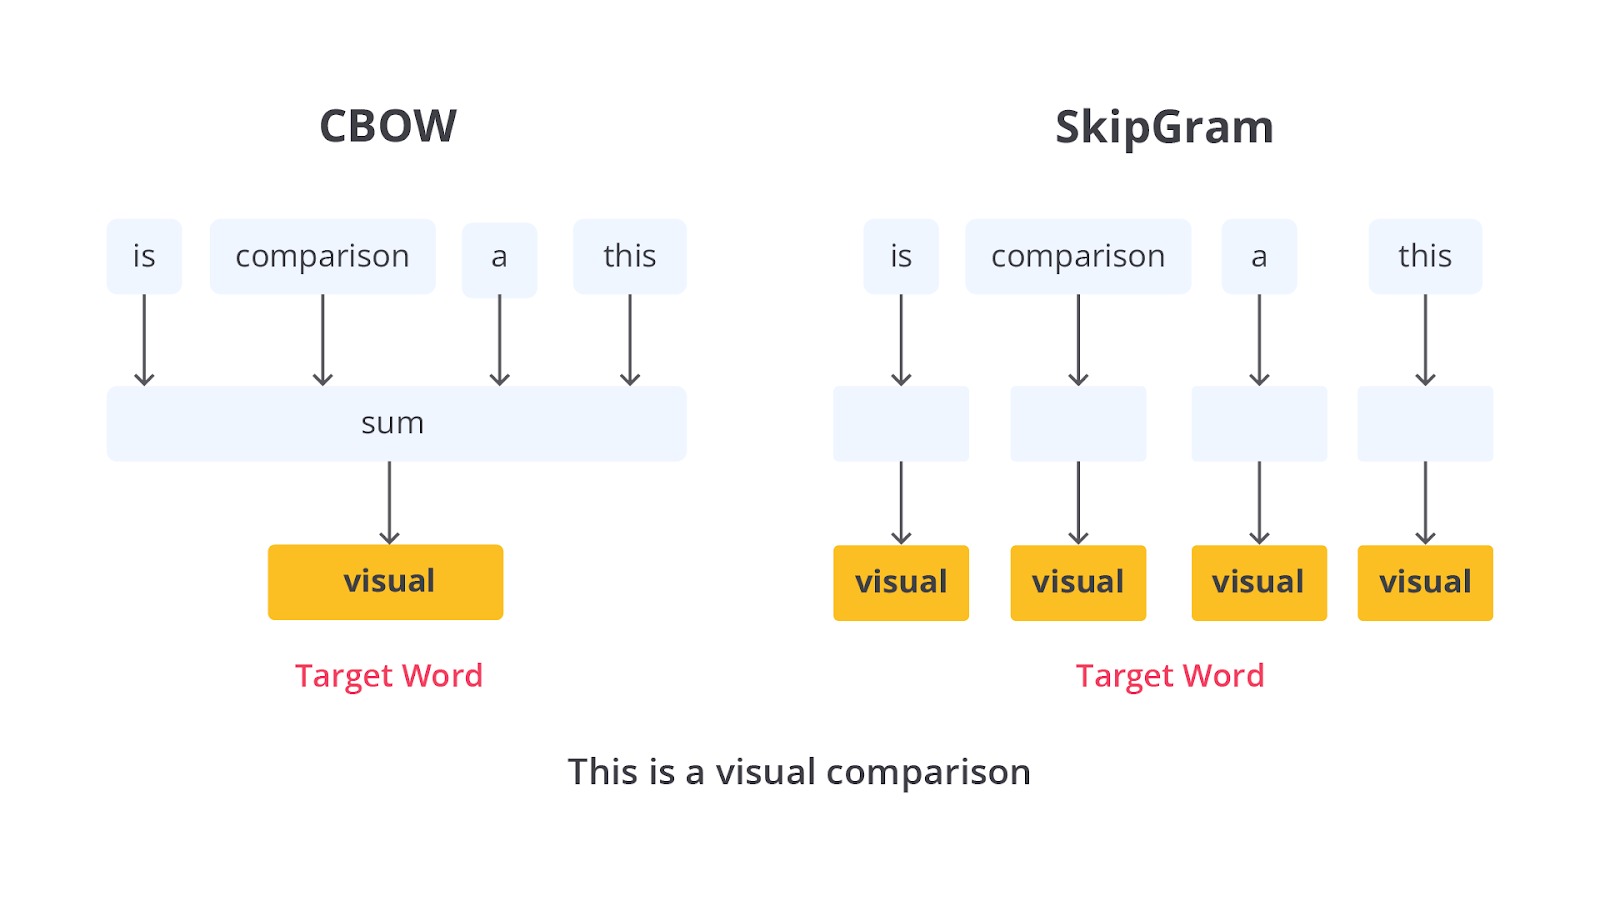 CBOW
is comparison a this
sum
visual
Target Word
SkipGram
is comparison a this
visual visual visual visual
Target Word
This is a visual comparison